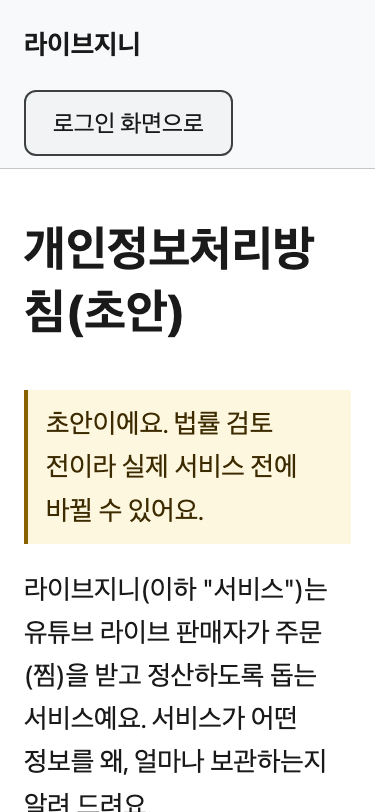 라이브지니
로그인 화면으로
개인정보처리방
침(초안)
초안이에요. 법률 검토
전이라 실제 서비스 전에
바뀔 수 있어요.
라이브지니(이하 "서비스")는
유튜브 라이브 판매자가 주문
(찜)을 받고 정산하도록 돕는
서비스예요. 서비스가 어떤
정보를 왜, 얼마나 보관하는지
알려 드려요